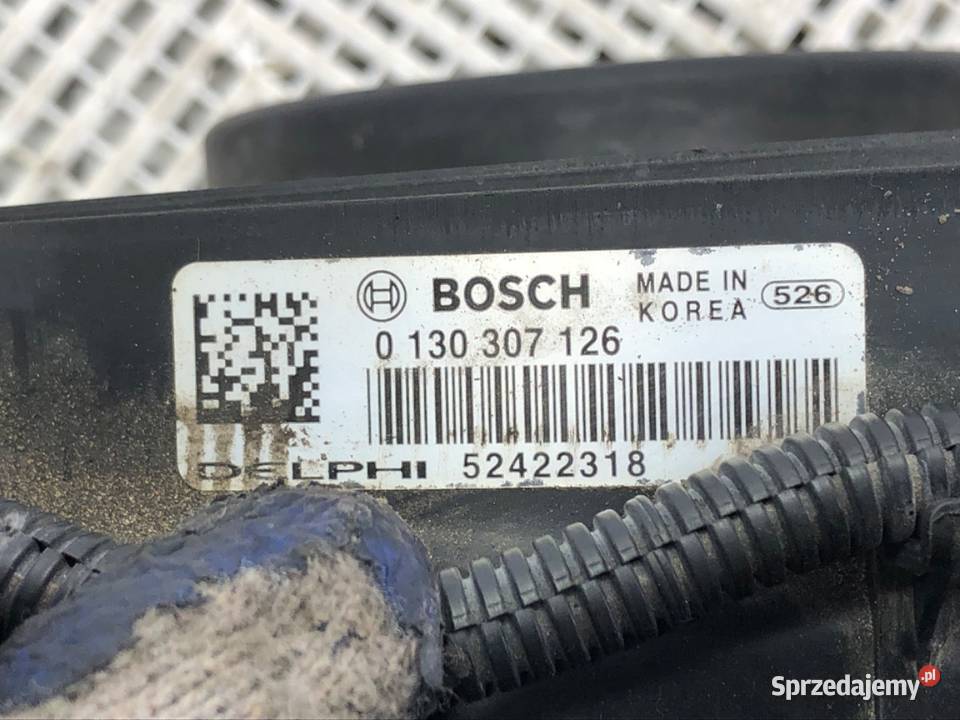 BOSCH MADE IN KOREA 526
0 130 307 126
DELPHI 52422318
Sprzedajemy.pl